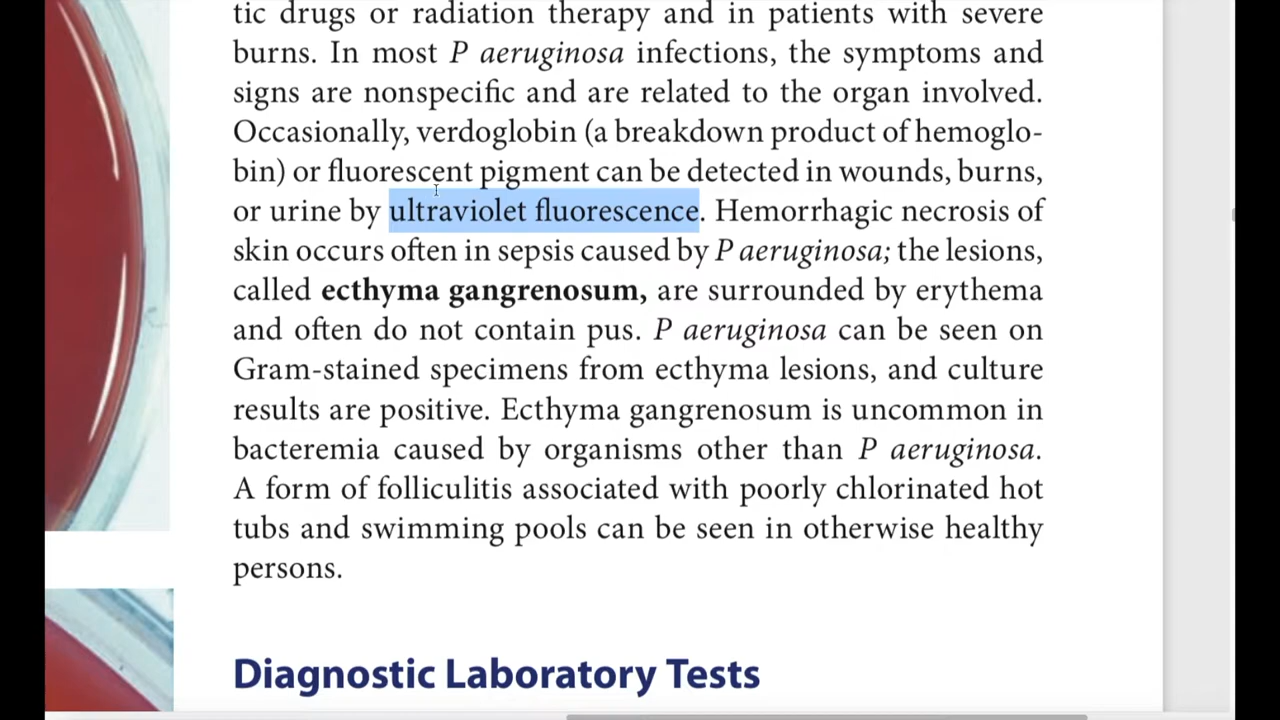 tic drugs or radiation therapy and in patients with severe
burns. In most P aeruginosa infections, the symptoms and
signs are nonspecific and are related to the organ involved.
Occasionally, verdoglobin (a breakdown product of hemoglo-
bin) or fluorescent pigment can be detected in wounds, burns,
or urine by ultraviolet fluorescence. Hemorrhagic necrosis of
skin occurs often in sepsis caused by P aeruginosa; the lesions,
called ecthyma gangrenosum, are surrounded by erythema
and often do not contain pus. P aeruginosa can be seen on
Gram-stained specimens from ecthyma lesions, and culture
results are positive. Ecthyma gangrenosum is uncommon in
bacteremia caused by organisms other than P aeruginosa.
A form of folliculitis associated with poorly chlorinated hot
tubs and swimming pools can be seen in otherwise healthy
persons.
Diagnostic Laboratory Tests